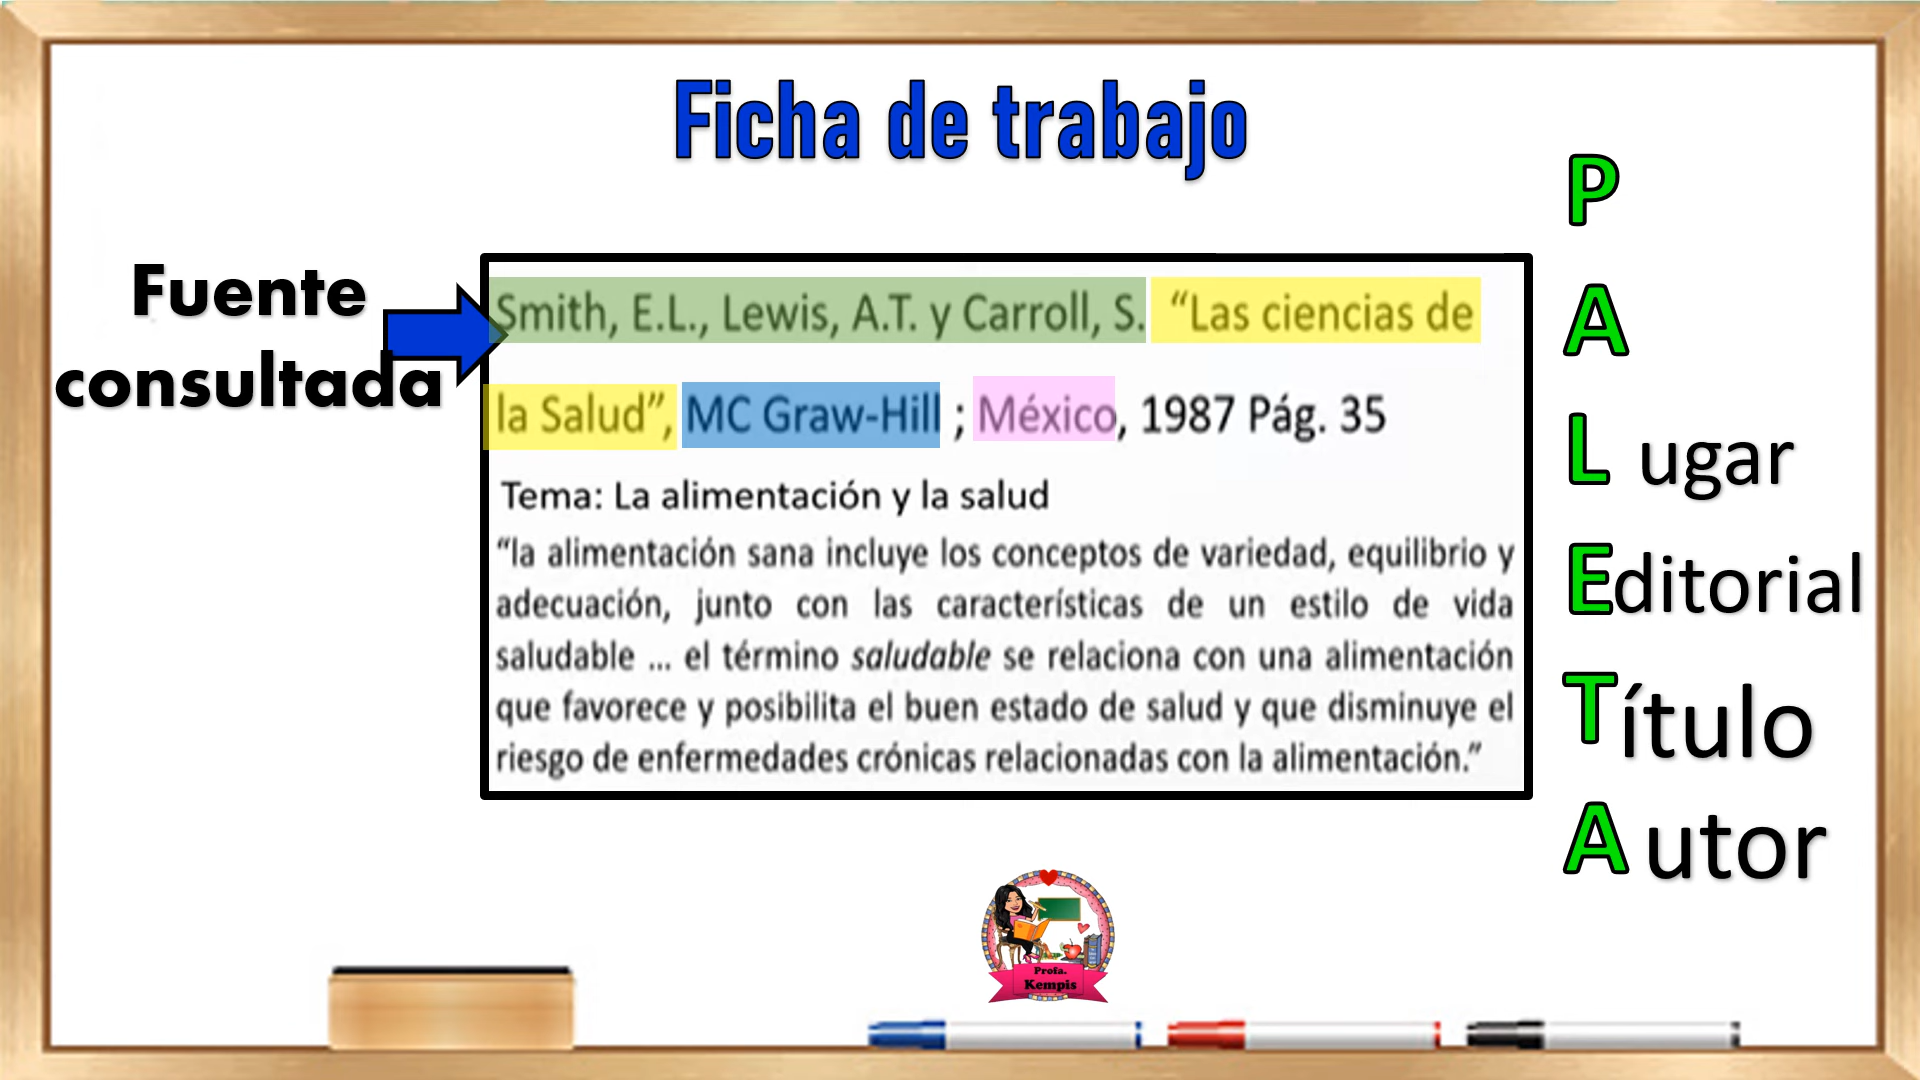 Ficha de trabajo
Fuente
consultada
Smith, E.L., Lewis, A.T. y Carroll, S. “Las ciencias de
la Salud”, MC Graw-Hill ; México, 1987 Pág. 35
Tema: La alimentación y la salud
“la alimentación sana incluye los conceptos de variedad, equilibrio y
adecuación, junto con las características de un estilo de vida
saludable ... el término saludable se relaciona con una alimentación
que favorece y posibilita el buen estado de salud y que disminuye el
riesgo de enfermedades crónicas relacionadas con la alimentación.”
P
A
L ugar
Editorial
Título
A utor
Profa.
Kempis